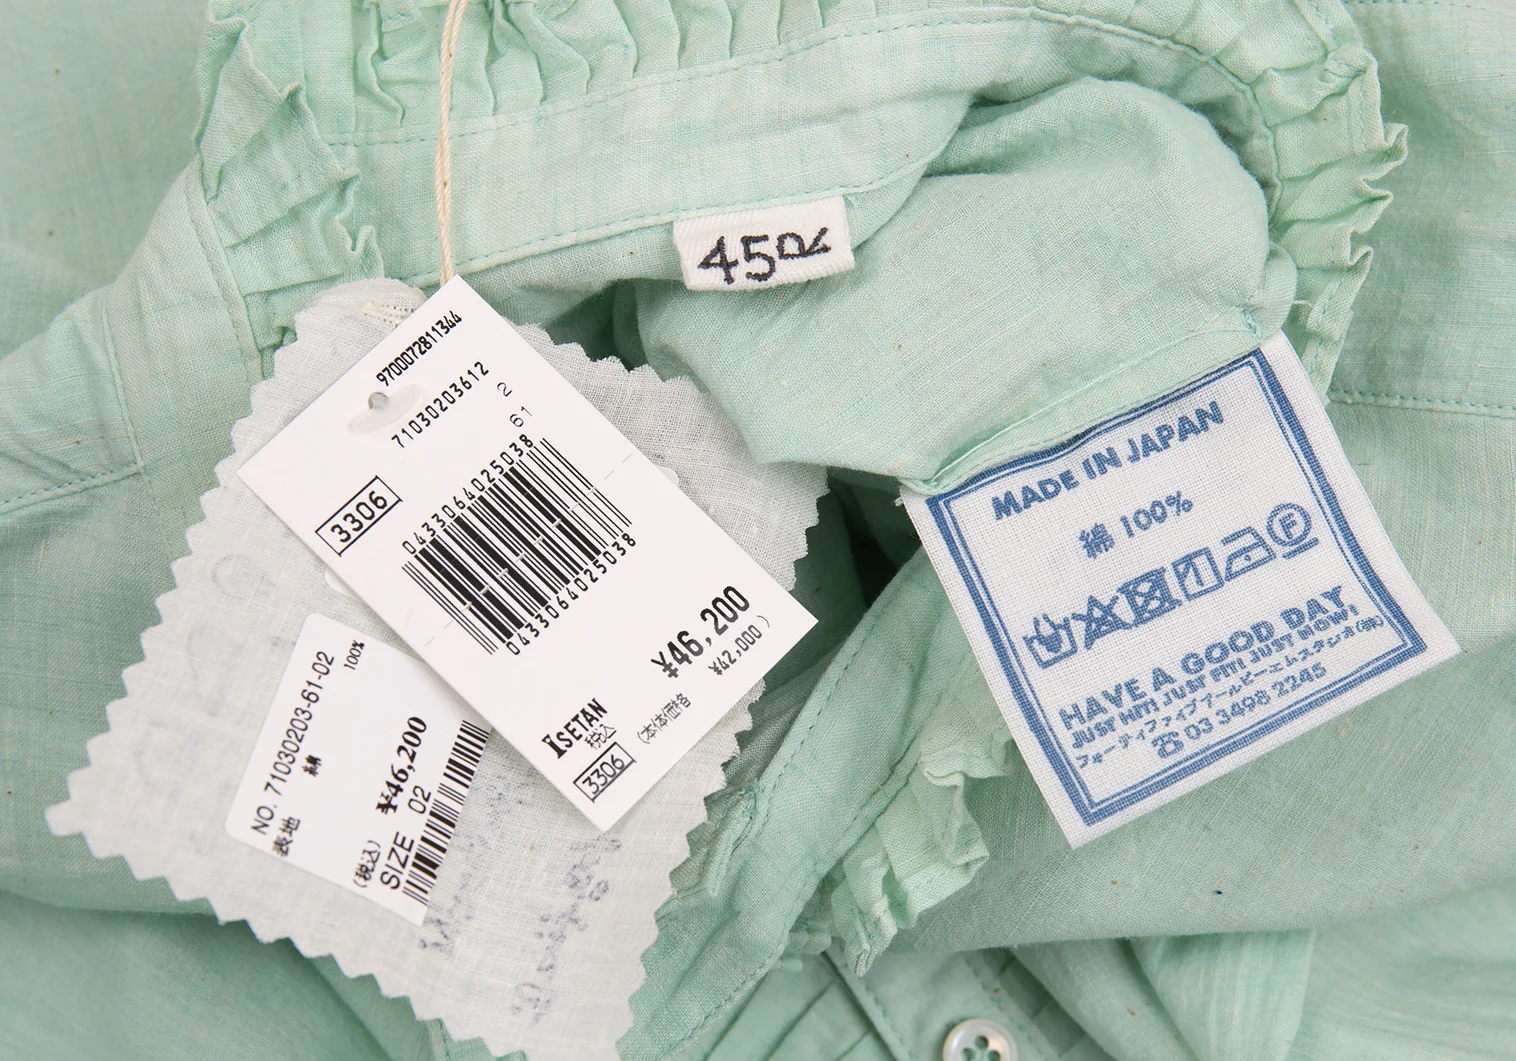 45R
9700072811344
71030203612
2
61
3306
0433064025038
0433064025038
¥46,200
¥42,000)
(本体価格
ISETAN
税込
3306
NO. 71030203-61-02
表地 綿 100%
¥46,200
(税込)
SIZE 02
MADE IN JAPAN
綿 100%
F
HAVE A GOOD DAY,
JUST HIT! JUST FIT! JUST NOW!
フォーティファイブアールピーエムスタジオ(株)
☎ 03 3498 2245